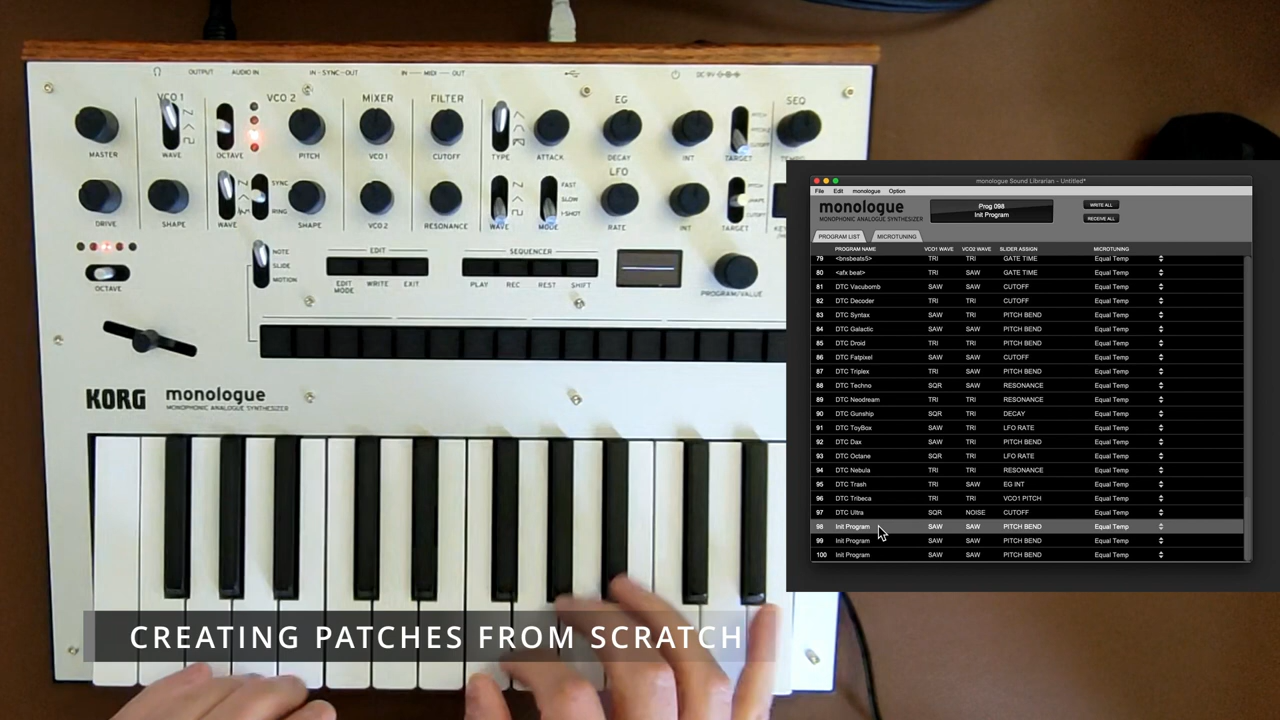 OUTPUT AUDIO IN IN - SYNC - OUT IN MIDI OUT DC 9V
VCO 1 VCO 2 MIXER FILTER EG SEQ
MASTER WAVE OCTAVE PITCH VCO 1 CUTOFF TYPE ATTACK DECAY INT TARGET
LFO
SYNC
RING
FAST
SLOW
1-SHOT
DRIVE SHAPE WAVE SHAPE VCO 2 RESONANCE WAVE MODE RATE INT TARGET
NOTE
SLIDE
MOTION
EDIT SEQUENCER
OCTAVE
EDIT MODE WRITE EXIT PLAY REC REST SHIFT PROGRAM/VALUE
KORG monologue
MONOPHONIC ANALOGUE SYNTHESIZER
CREATING PATCHES FROM SCRATCH
monologue Sound Librarian - Untitled*
File Edit monologue Option
monologue
MONOPHONIC ANALOGUE SYNTHESIZER
Prog 098
Init Program
WRITE ALL
RECEIVE ALL
PROGRAM LIST MICROTUNING
PROGRAM NAME VCO1 WAVE VCO2 WAVE SLIDER ASSIGN MICROTUNING
79 <bnsbeats5> TRI TRI GATE TIME Equal Temp
80 <afx beat> TRI SAW GATE TIME Equal Temp
81 DTC Vacubomb SAW TRI CUTOFF Equal Temp
82 DTC Decoder TRI TRI CUTOFF Equal Temp
83 DTC Syntax SAW TRI PITCH BEND Equal Temp
84 DTC Galactic SAW SAW PITCH BEND Equal Temp
85 DTC Droid TRI TRI PITCH BEND Equal Temp
86 DTC Fatpixel SAW SAW CUTOFF Equal Temp
87 DTC Triplex SAW TRI PITCH BEND Equal Temp
88 DTC Techno SQR SAW RESONANCE Equal Temp
89 DTC Neodream TRI TRI RESONANCE Equal Temp
90 DTC Gunship SQR TRI DECAY Equal Temp
91 DTC ToyBox SAW TRI LFO RATE Equal Temp
92 DTC Dax SAW TRI PITCH BEND Equal Temp
93 DTC Octane SQR TRI LFO RATE Equal Temp
94 DTC Nebula TRI TRI RESONANCE Equal Temp
95 DTC Trash TRI SAW EG INT Equal Temp
96 DTC Tribeca TRI TRI VCO1 PITCH Equal Temp
97 DTC Ultra SQR NOISE CUTOFF Equal Temp
98 Init Program SAW SAW PITCH BEND Equal Temp
99 Init Program SAW SAW PITCH BEND Equal Temp
100 Init Program SAW SAW PITCH BEND Equal Temp